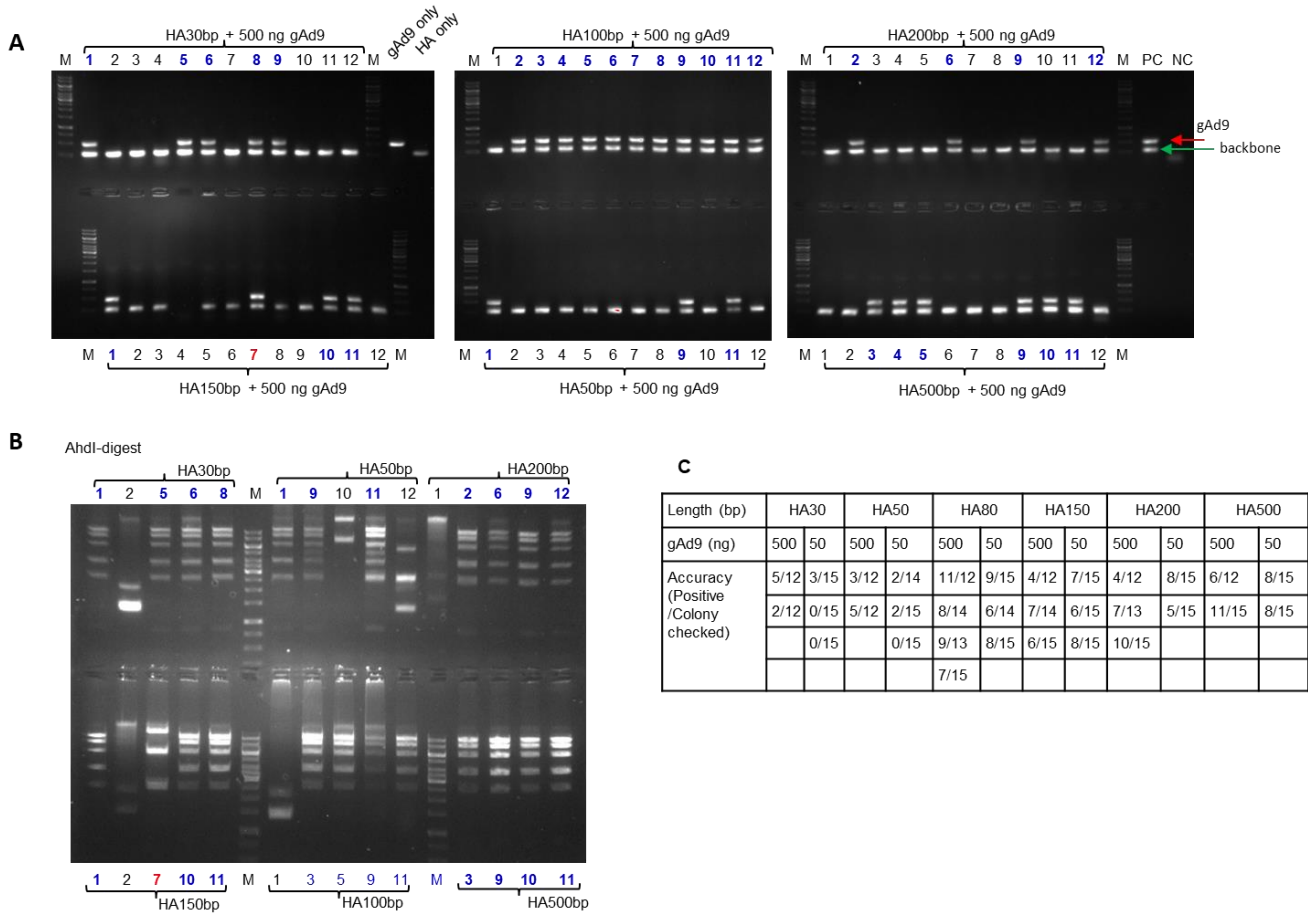 A
HA30bp + 500 ng gAd9
gAd9 only
HA only
M 1 2 3 4 5 6 7 8 9 10 11 12 M
HA100bp + 500 ng gAd9
M 1 2 3 4 5 6 7 8 9 10 11 12
HA200bp + 500 ng gAd9
M 1 2 3 4 5 6 7 8 9 10 11 12 M PC NC
gAd9
backbone
M 1 2 3 4 5 6 7 8 9 10 11 12 M
HA150bp + 500 ng gAd9
M 1 2 3 4 5 6 7 8 9 10 11 12
HA50bp + 500 ng gAd9
M 1 2 3 4 5 6 7 8 9 10 11 12 M
HA500bp + 500 ng gAd9
B
AhdI-digest
HA30bp HA50bp HA200bp
1 2 5 6 8 M 1 9 10 11 12 1 2 6 9 12
1 2 7 10 11 M 1 3 5 9 11 M 3 9 10 11
HA150bp HA100bp HA500bp
C
Length (bp) HA30 HA50 HA80 HA150 HA200 HA500
gAd9 (ng) 500 50 500 50 500 50 500 50 500 50 500 50
Accuracy 5/12 3/15 3/12 2/14 11/12 9/15 4/12 7/15 4/12 8/15 6/12 8/15
(Positive
/Colony 2/12 0/15 5/12 2/15 8/14 6/14 7/14 6/15 7/13 5/15 11/15 8/15
checked)
0/15 0/15 9/13 8/15 6/15 8/15 10/15
7/15